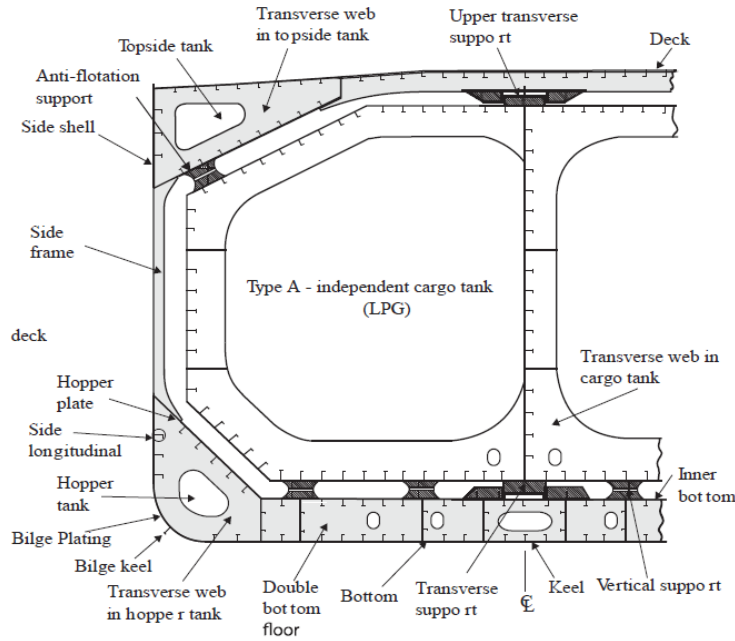 Transverse web
in to pside tank
Upper transverse
suppo rt
Topside tank
Deck
Anti-flotation
support
Side shell
Side
frame
Type A - independent cargo tank
(LPG)
deck
Transverse web in
cargo tank
Hopper
plate
Side
longitudinal
Hopper
tank
Inner
bot tom
Bilge Plating
Bilge keel
Transverse web
in hoppe r tank
Double
bot tom
floor
Bottom
Transverse
suppo rt
℄
Keel
Vertical suppo rt